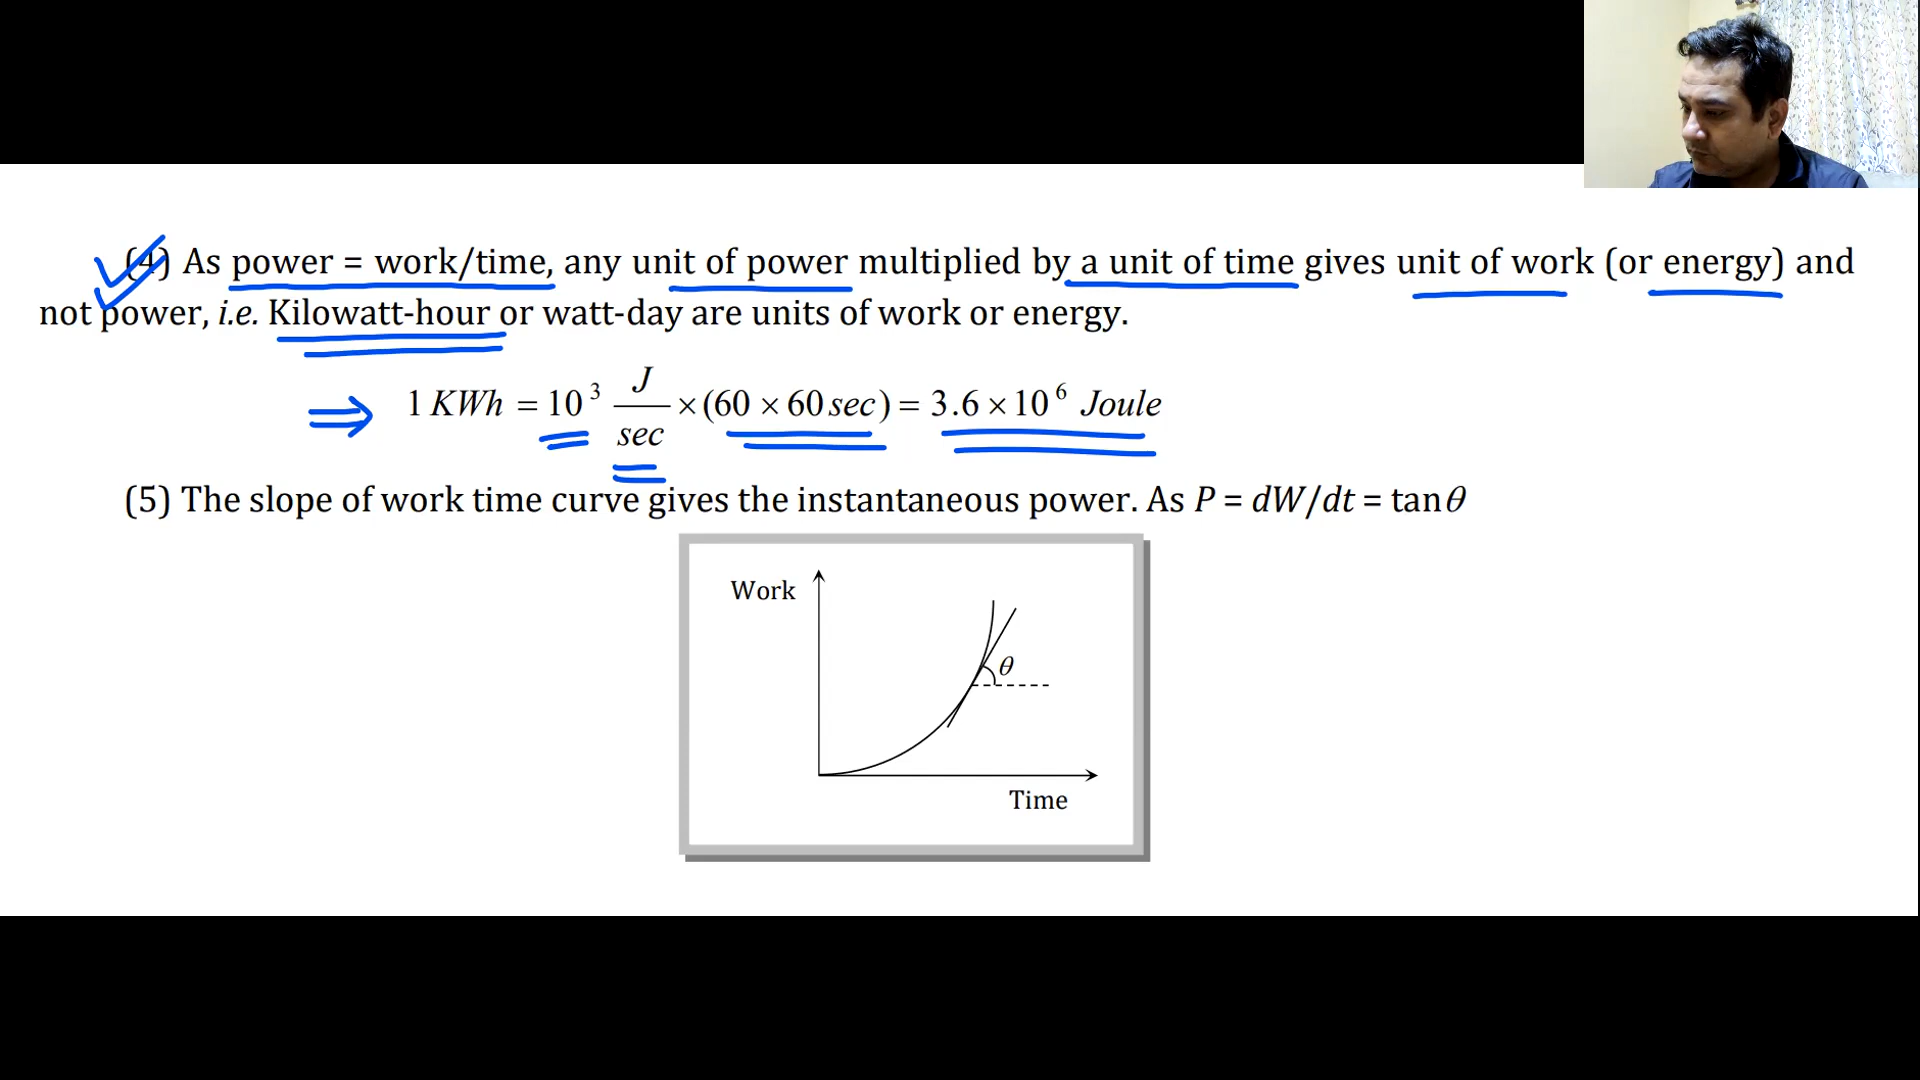 (4) As power = work/time, any unit of power multiplied by a unit of time gives unit of work (or energy) and
not power, i.e. Kilowatt-hour or watt-day are units of work or energy.
1 KWh = 10³ J/sec × (60 × 60 sec) = 3.6 × 10⁶ Joule
(5) The slope of work time curve gives the instantaneous power. As P = dW/dt = tanθ
Work
θ
Time